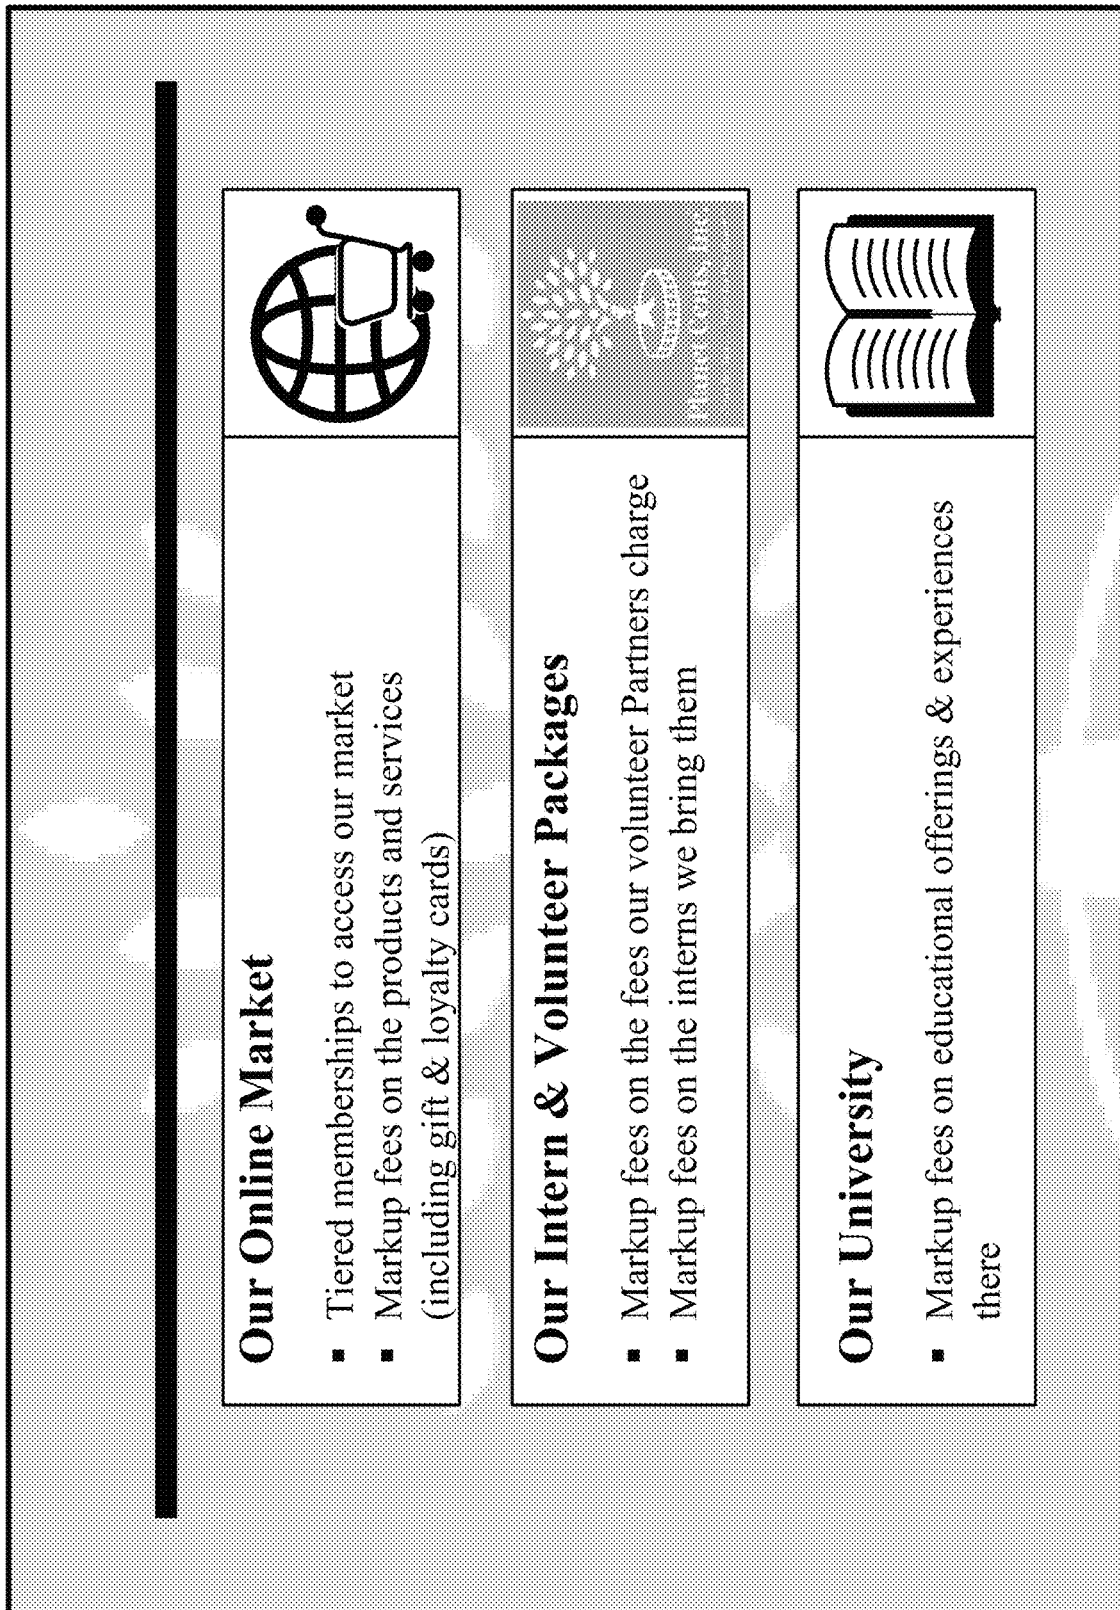 Our Online Market
▪ Tiered memberships to access our market
▪ Markup fees on the products and services
(including gift & loyalty cards)
Our Intern & Volunteer Packages
▪ Markup fees on the fees our volunteer Partners charge
▪ Markup fees on the interns we bring them
Our University
▪ Markup fees on educational offerings & experiences
there